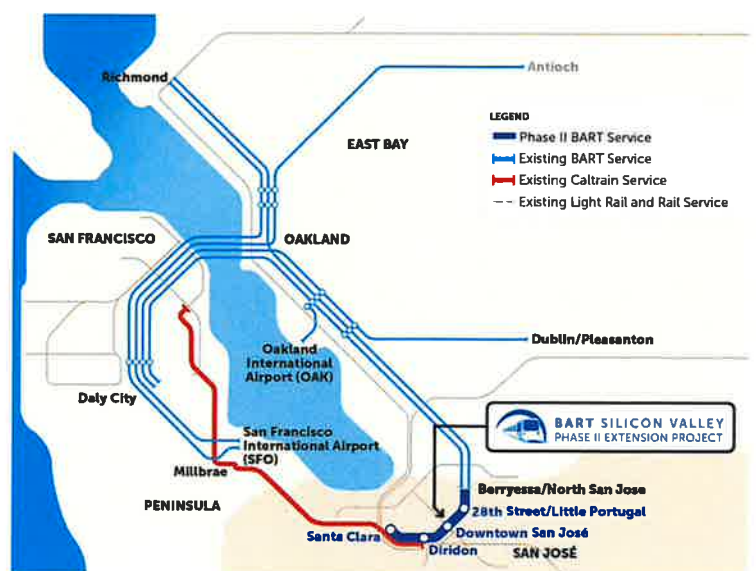 Richmond
Antioch
LEGEND
Phase II BART Service
Existing BART Service
Existing Caltrain Service
Existing Light Rail and Rail Service
EAST BAY
SAN FRANCISCO
OAKLAND
Oakland
International
Airport (OAK)
Dublin/Pleasanton
Daly City
BART SILICON VALLEY
PHASE II EXTENSION PROJECT
San Francisco
International Airport
(SFO)
Millbrae
PENINSULA
Berryessa/North San Jose
28th Street/Little Portugal
Downtown San José
Santa Clara
Diridon
SAN JOSÉ